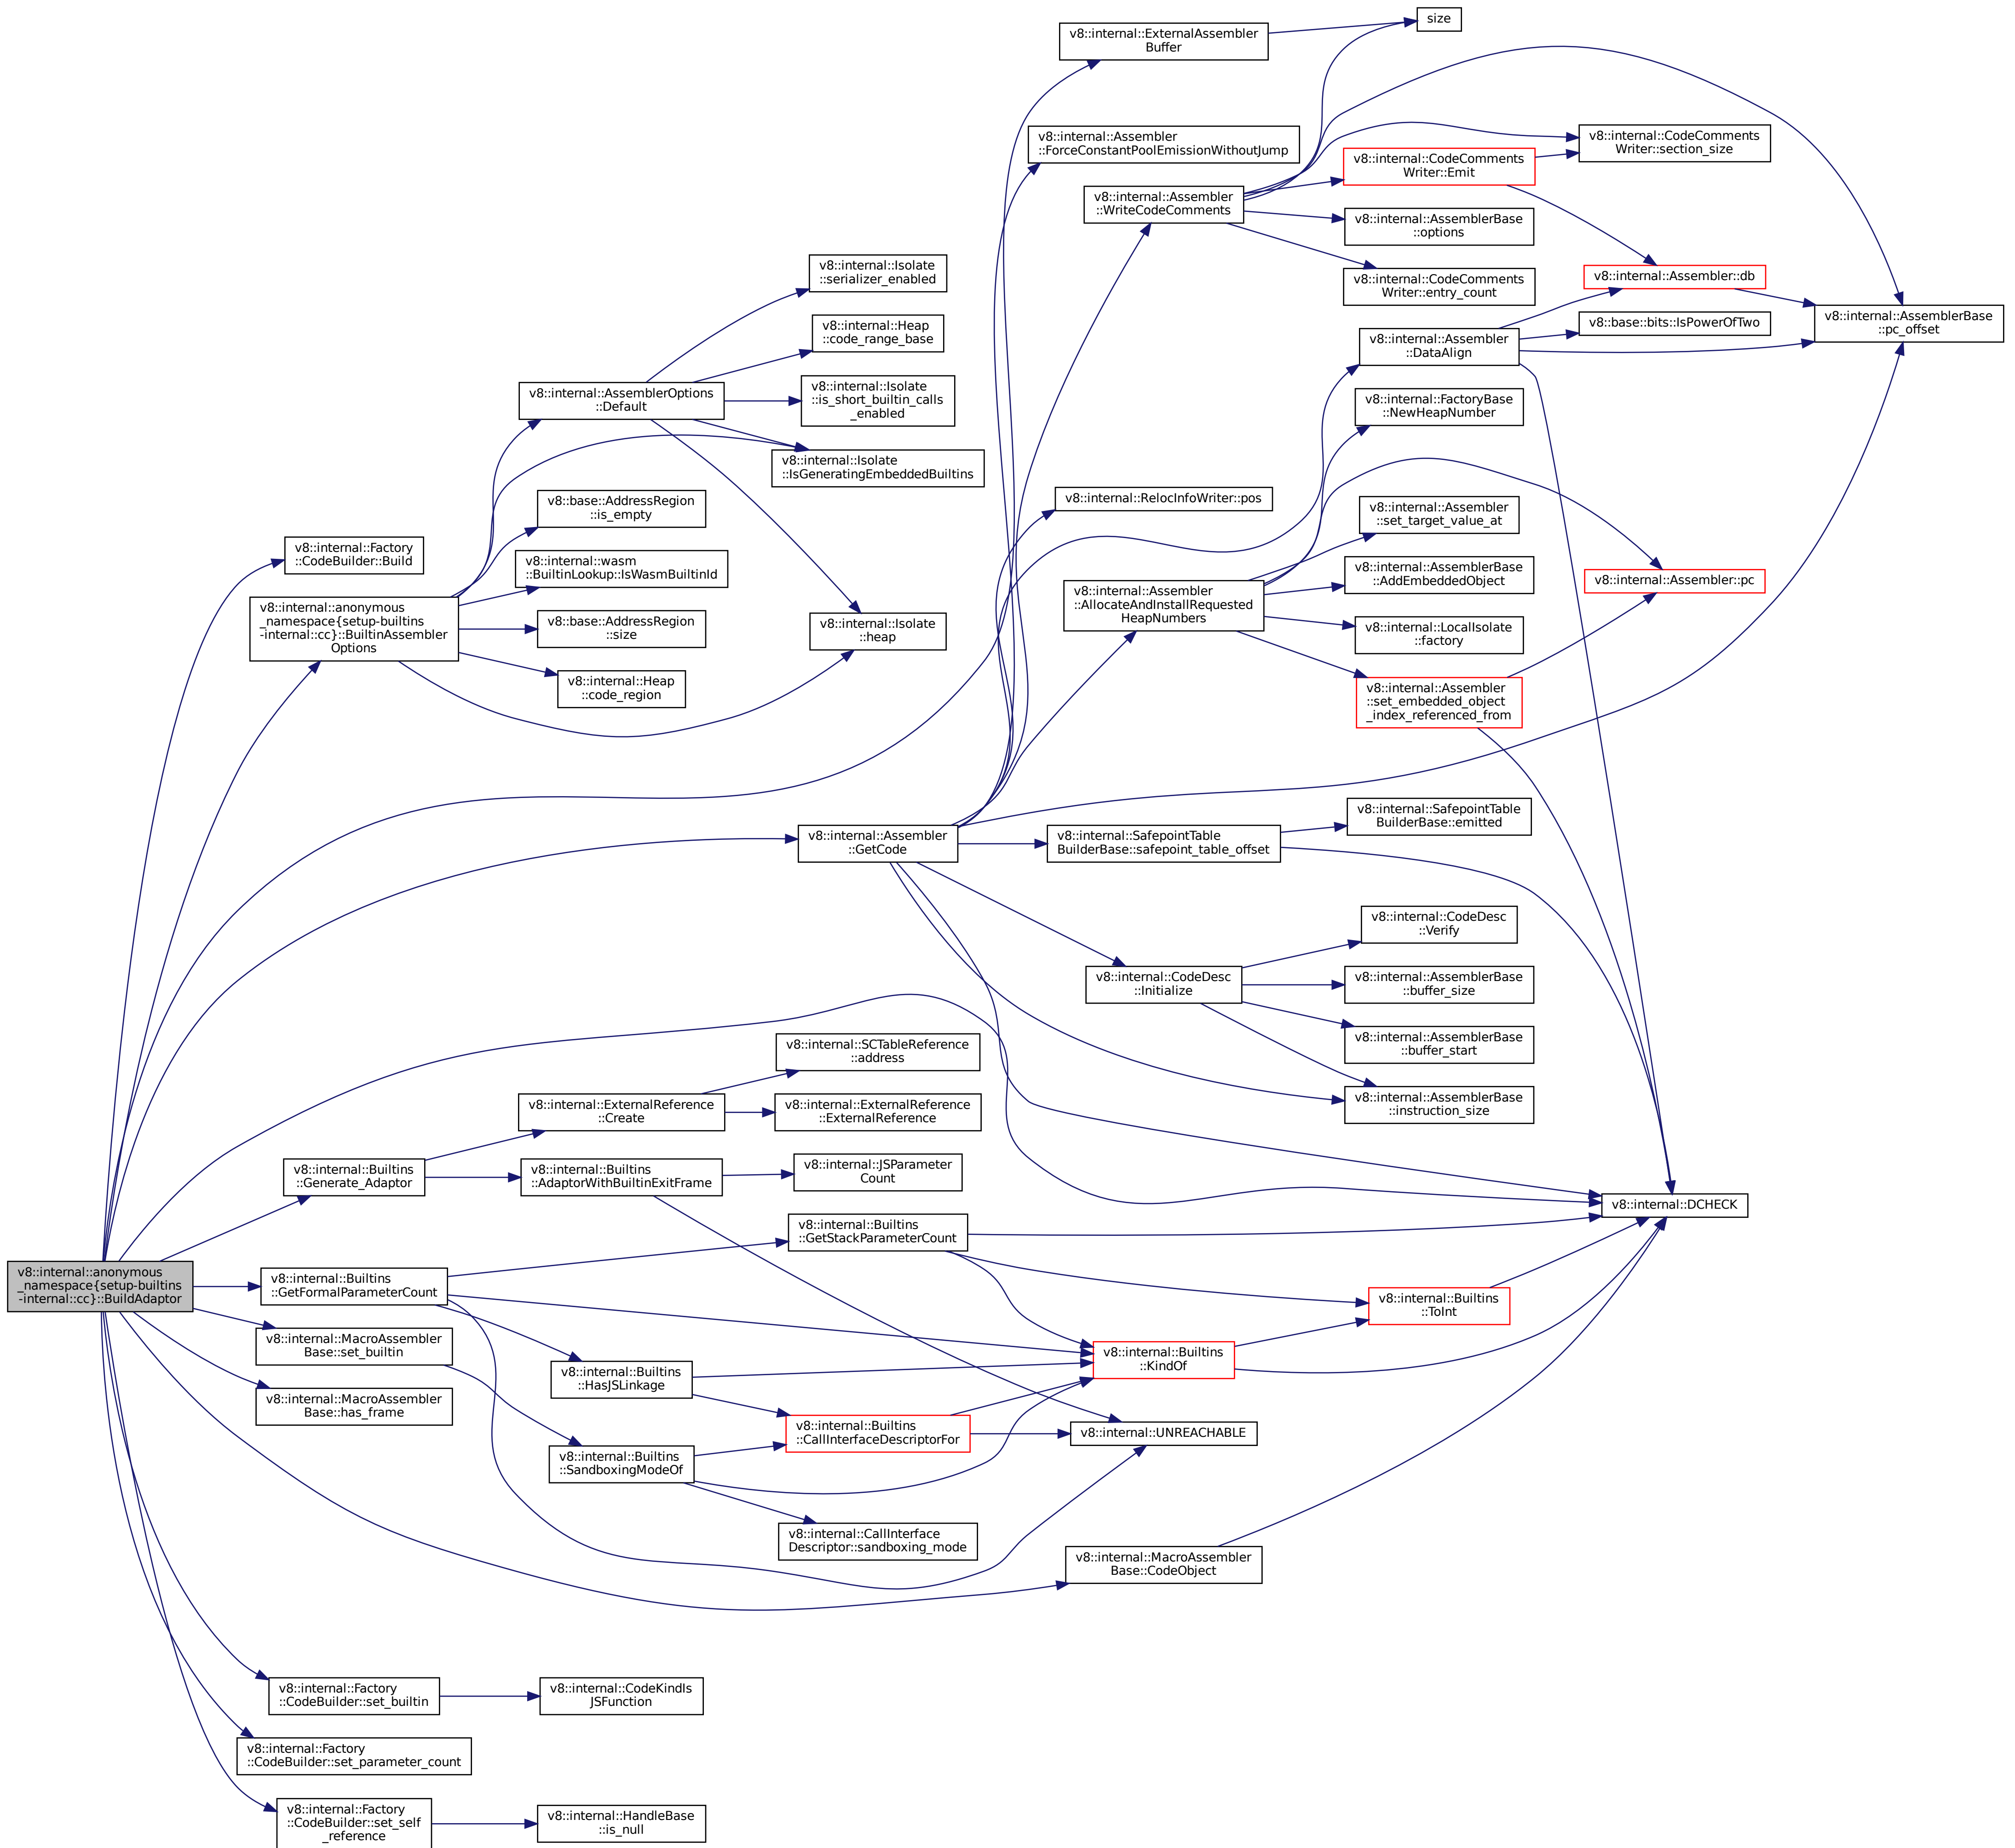 v8::internal::anonymous
_namespace{setup-builtins
-internal::cc}::BuildAdaptor
v8::internal::Factory
::CodeBuilder::Build
v8::internal::anonymous
_namespace{setup-builtins
-internal::cc}::BuiltinAssembler
Options
v8::internal::AssemblerOptions
::Default
v8::internal::Isolate
::serializer_enabled
v8::internal::Heap
::code_range_base
v8::internal::Isolate
::is_short_builtin_calls
_enabled
v8::internal::Isolate
::IsGeneratingEmbeddedBuiltins
v8::base::AddressRegion
::is_empty
v8::internal::wasm
::BuiltinLookup::IsWasmBuiltinId
v8::base::AddressRegion
::size
v8::internal::Heap
::code_region
v8::internal::Isolate
::heap
v8::internal::ExternalAssembler
Buffer
size
v8::internal::Assembler
::ForceConstantPoolEmissionWithoutJump
v8::internal::Assembler
::WriteCodeComments
v8::internal::CodeComments
Writer::section_size
v8::internal::CodeComments
Writer::Emit
v8::internal::AssemblerBase
::options
v8::internal::CodeComments
Writer::entry_count
v8::internal::Assembler::db
v8::internal::AssemblerBase
::pc_offset
v8::base::bits::IsPowerOfTwo
v8::internal::Assembler
::DataAlign
v8::internal::FactoryBase
::NewHeapNumber
v8::internal::RelocInfoWriter::pos
v8::internal::Assembler
::set_target_value_at
v8::internal::AssemblerBase
::AddEmbeddedObject
v8::internal::Assembler::pc
v8::internal::Assembler
::AllocateAndInstallRequested
HeapNumbers
v8::internal::LocalIsolate
::factory
v8::internal::Assembler
::set_embedded_object
_index_referenced_from
v8::internal::Assembler
::GetCode
v8::internal::SafepointTable
BuilderBase::safepoint_table_offset
v8::internal::SafepointTable
BuilderBase::emitted
v8::internal::CodeDesc
::Verify
v8::internal::CodeDesc
::Initialize
v8::internal::AssemblerBase
::buffer_size
v8::internal::AssemblerBase
::buffer_start
v8::internal::AssemblerBase
::instruction_size
v8::internal::SCTableReference
::address
v8::internal::ExternalReference
::Create
v8::internal::ExternalReference
::ExternalReference
v8::internal::Builtins
::Generate_Adaptor
v8::internal::Builtins
::AdaptorWithBuiltinExitFrame
v8::internal::JSParameter
Count
v8::internal::DCHECK
v8::internal::Builtins
::GetStackParameterCount
v8::internal::Builtins
::GetFormalParameterCount
v8::internal::Builtins
::ToInt
v8::internal::MacroAssembler
Base::set_builtin
v8::internal::Builtins
::KindOf
v8::internal::Builtins
::HasJSLinkage
v8::internal::MacroAssembler
Base::has_frame
v8::internal::Builtins
::CallInterfaceDescriptorFor
v8::internal::UNREACHABLE
v8::internal::Builtins
::SandboxingModeOf
v8::internal::CallInterface
Descriptor::sandboxing_mode
v8::internal::MacroAssembler
Base::CodeObject
v8::internal::Factory
::CodeBuilder::set_builtin
v8::internal::CodeKindIs
JSFunction
v8::internal::Factory
::CodeBuilder::set_parameter_count
v8::internal::Factory
::CodeBuilder::set_self
_reference
v8::internal::HandleBase
::is_null